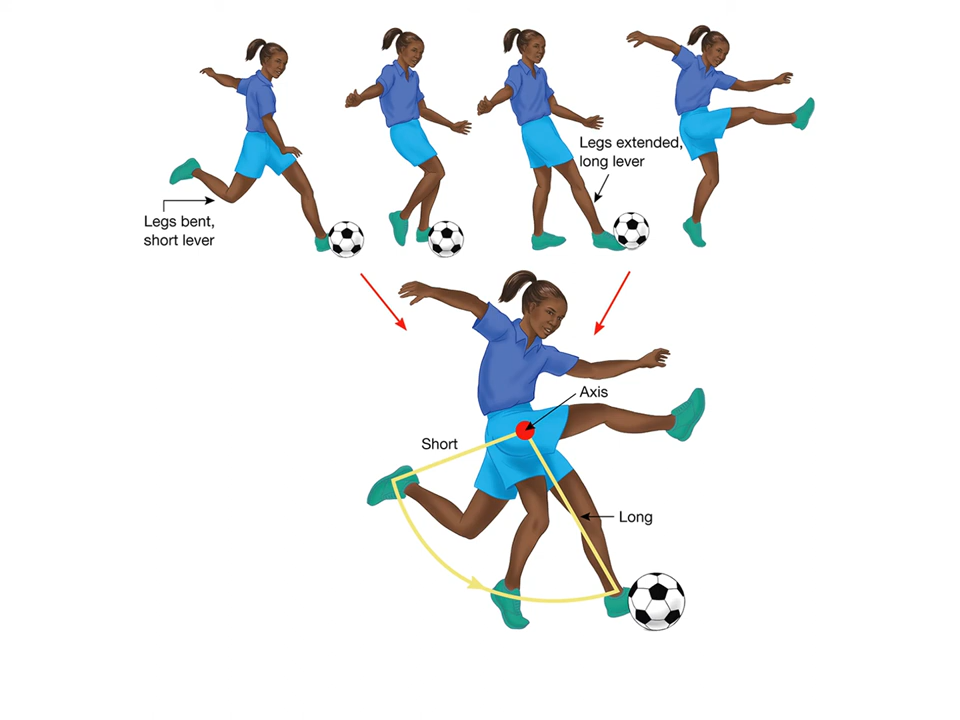 Legs extended,
long lever
Legs bent,
short lever
Axis
Short
Long